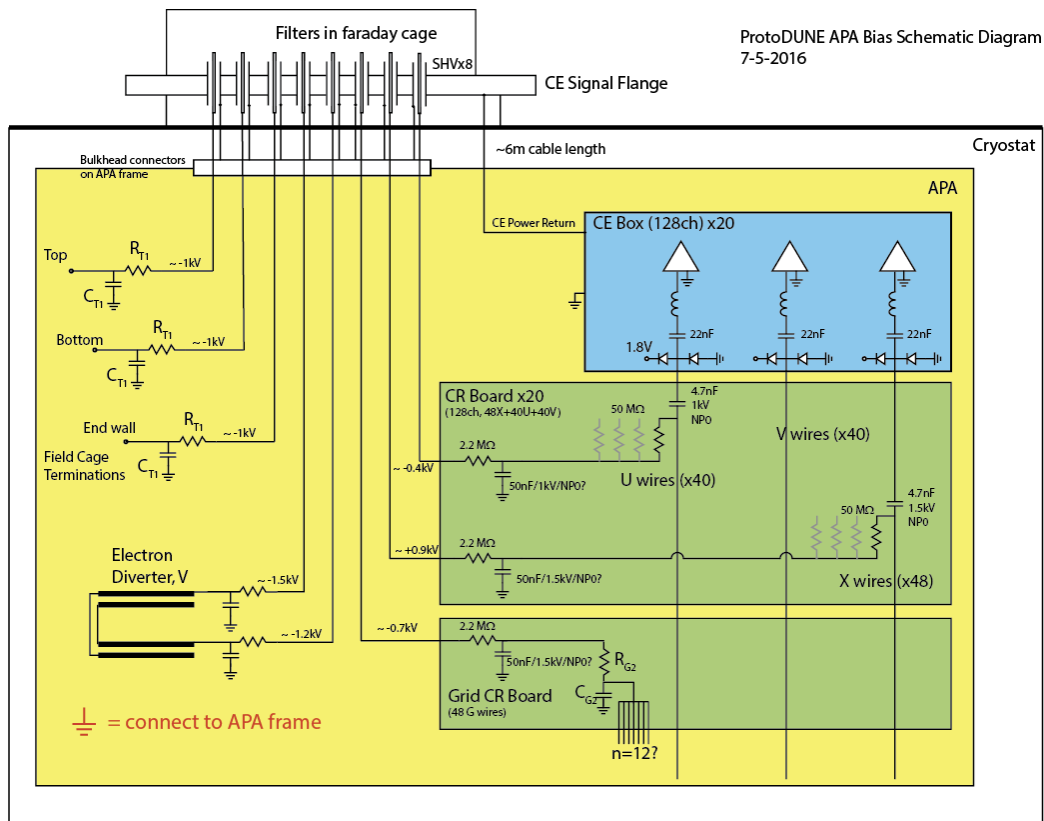 Filters in faraday cage
ProtoDUNE APA Bias Schematic Diagram
7-5-2016
SHVx8
CE Signal Flange
~6m cable length
Cryostat
Bulkhead connectors
on APA frame
APA
CE Power Return
CE Box (128ch) x20
Top
RT1
~ -1kV
CT1
22nF
22nF
22nF
1.8V
Bottom
RT1
~ -1kV
CT1
CR Board x20
(128ch, 48X+40U+40V)
4.7nF
1kV
NP0
50 MΩ
End wall
RT1
~ -1kV
CT1
Field Cage
Terminations
V wires (x40)
2.2 MΩ
~ -0.4kV
50nF/1kV/NP0?
U wires (x40)
4.7nF
1.5kV
NP0
50 MΩ
2.2 MΩ
~ +0.9kV
50nF/1.5kV/NP0?
X wires (x48)
Electron
Diverter, V
~ -1.5kV
~ -1.2kV
~ -0.7kV
2.2 MΩ
50nF/1.5kV/NP0?
RG2
CG2
Grid CR Board
(48 G wires)
n=12?
= connect to APA frame